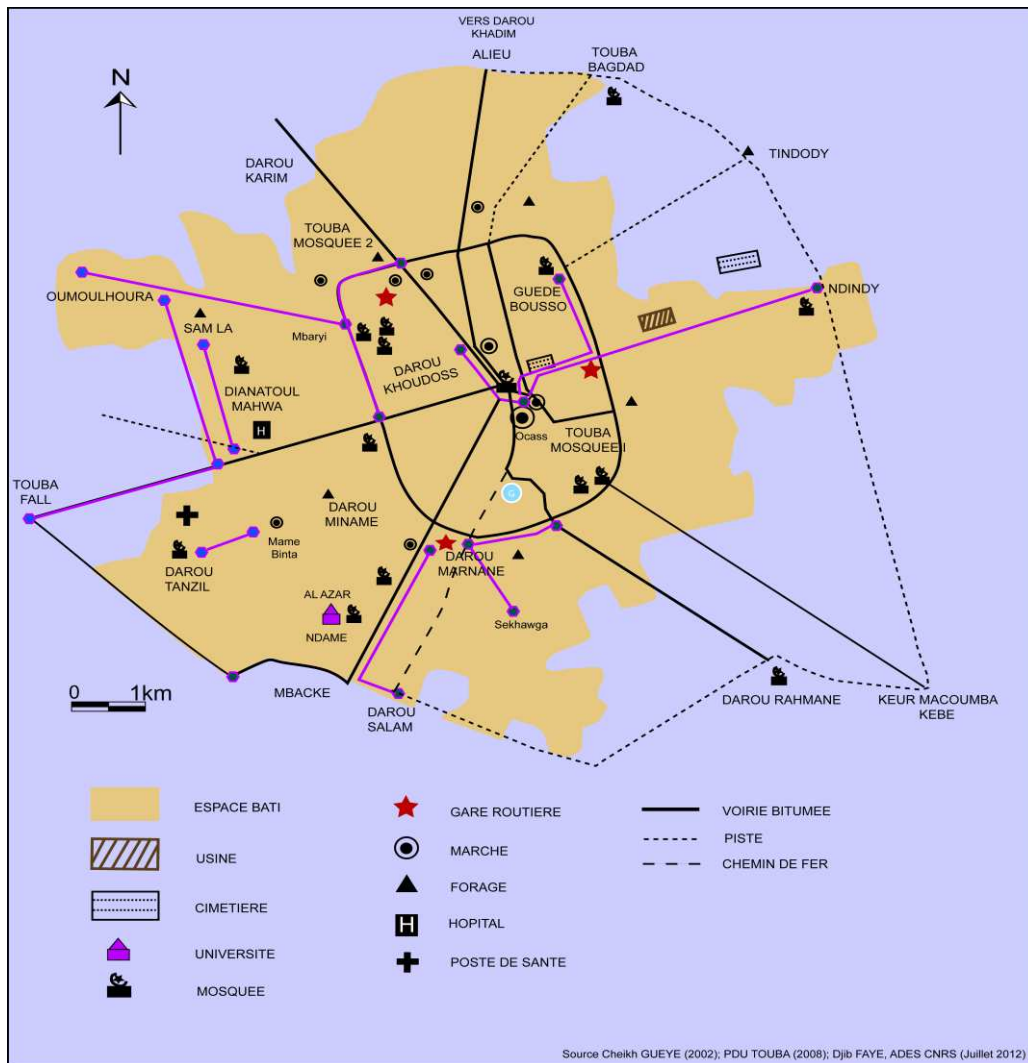 VERS DAROU
KHADIM
ALIEU
TOUBA
BAGDAD
N
TINDODY
DAROU
KARIM
TOUBA
MOSQUEE 2
OUMOULHOURA
SAM LA
Mbaryi
GUEDE
BOUSSO
NDINDY
DIANATOUL
MAHWA
H
DAROU
KHOUDOSS
Ocass
TOUBA
MOSQUEE I
TOUBA
FALL
G
DAROU
MINAME
Mame
Binta
DAROU
TANZIL
DAROU
MARNANE
AL AZAR
NDAME
Sekhawga
0 1km
MBACKE
DAROU
SALAM
DAROU RAHMANE
KEUR MACOUMBA
KEBE
ESPACE BATI
USINE
CIMETIERE
UNIVERSITE
MOSQUEE
GARE ROUTIERE
MARCHE
FORAGE
H HOPITAL
POSTE DE SANTE
VOIRIE BITUMEE
PISTE
CHEMIN DE FER
Source Cheikh GUEYE (2002); PDU TOUBA (2008); Djib FAYE, ADES CNRS (Juillet 2012)